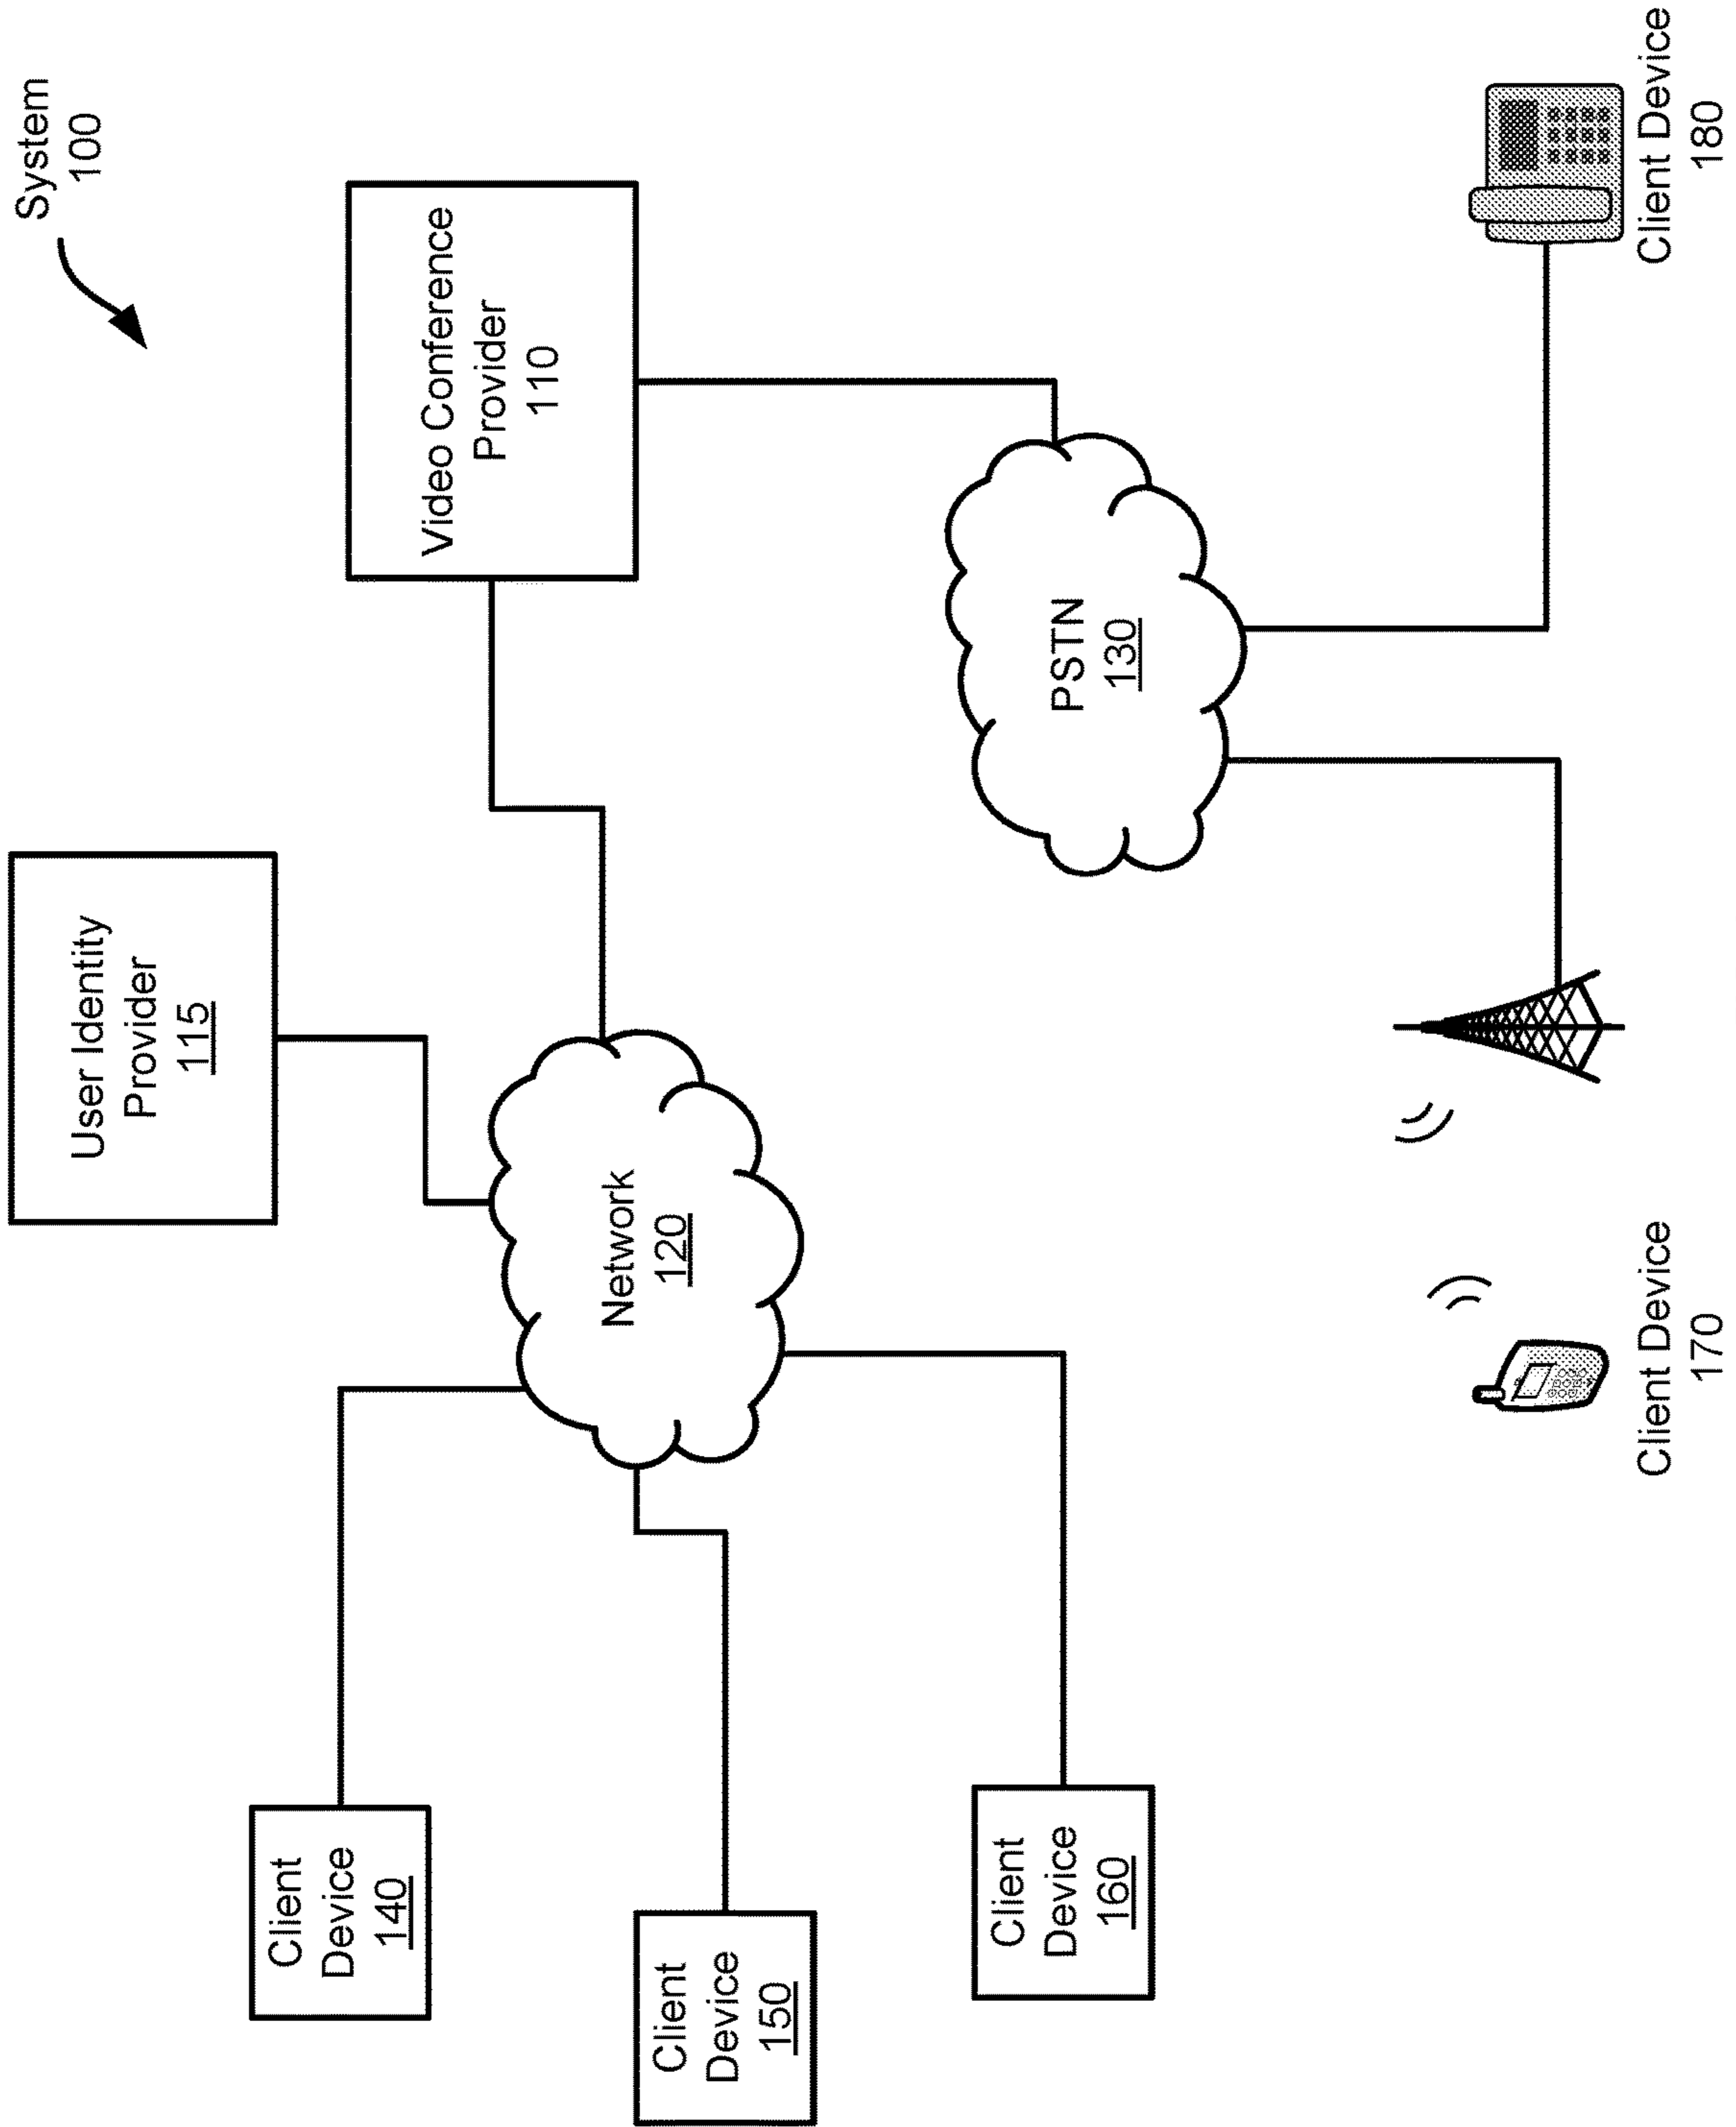 System
100
User Identity
Provider
115
Video Conference
Provider
110
Client
Device
140
Network
120
Client
Device
150
PSTN
130
Client
Device
160
Client Device
170
Client Device
180